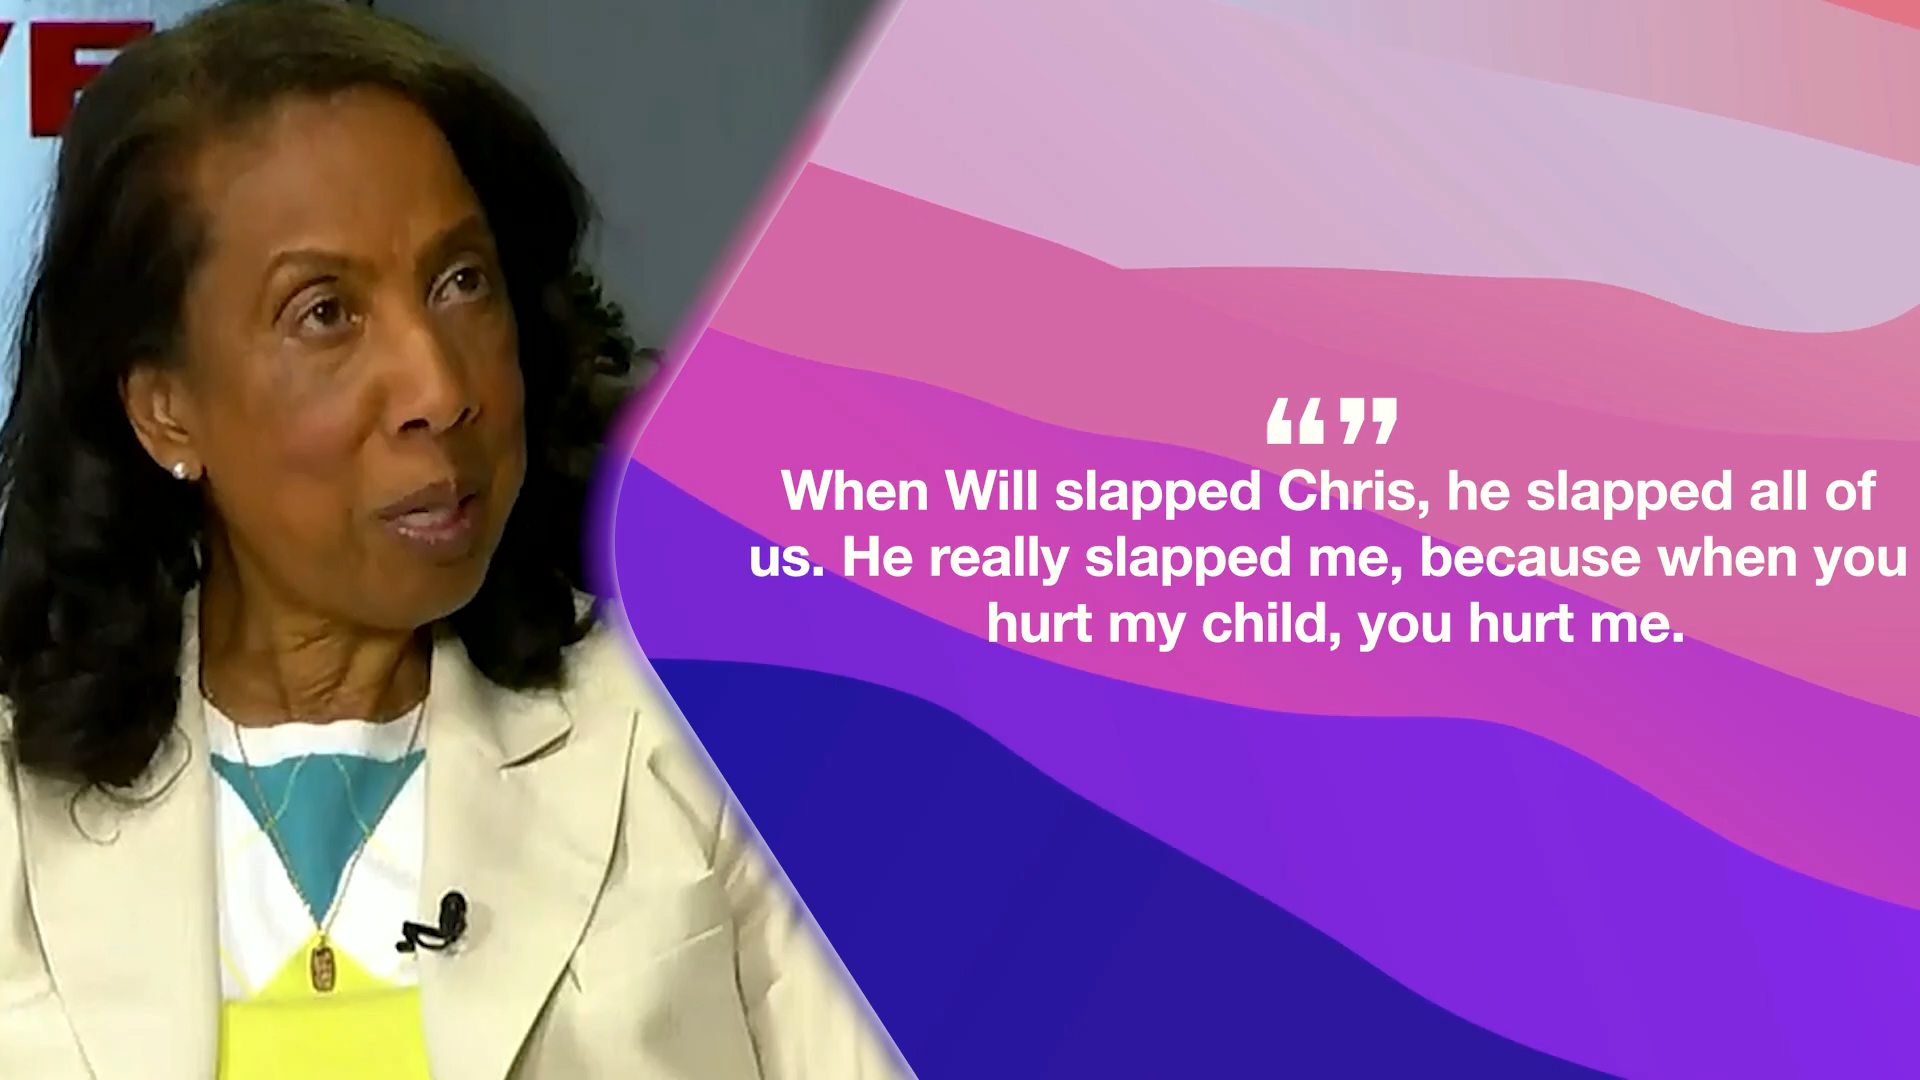 VE
“”
When Will slapped Chris, he slapped all of
us. He really slapped me, because when you
hurt my child, you hurt me.